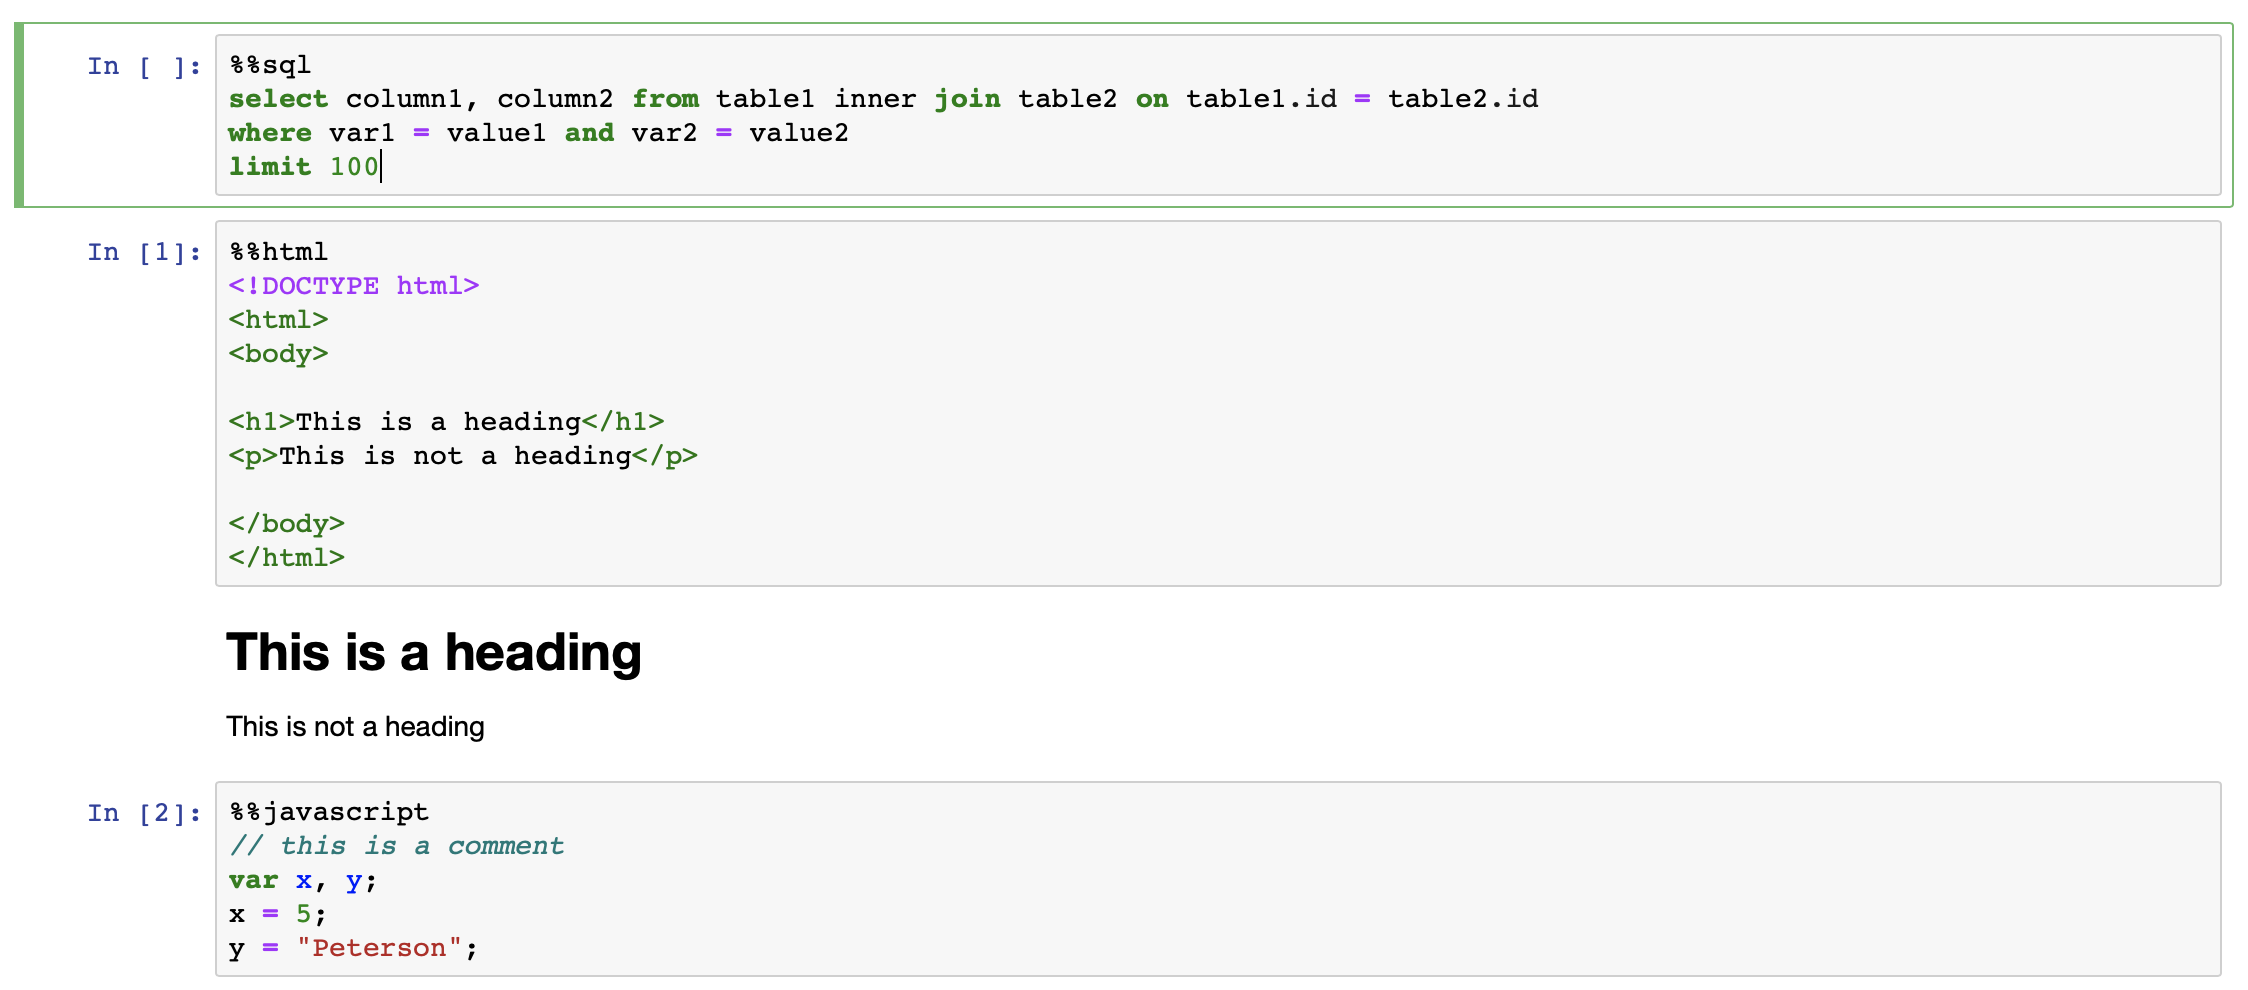 In [ ]: %%sql
select column1, column2 from table1 inner join table2 on table1.id = table2.id
where var1 = value1 and var2 = value2
limit 100
In [1]: %%html
<!DOCTYPE html>
<html>
<body>
<h1>This is a heading</h1>
<p>This is not a heading</p>
</body>
</html>
This is a heading
This is not a heading
In [2]: %%javascript
// this is a comment
var x, y;
x = 5;
y = "Peterson";